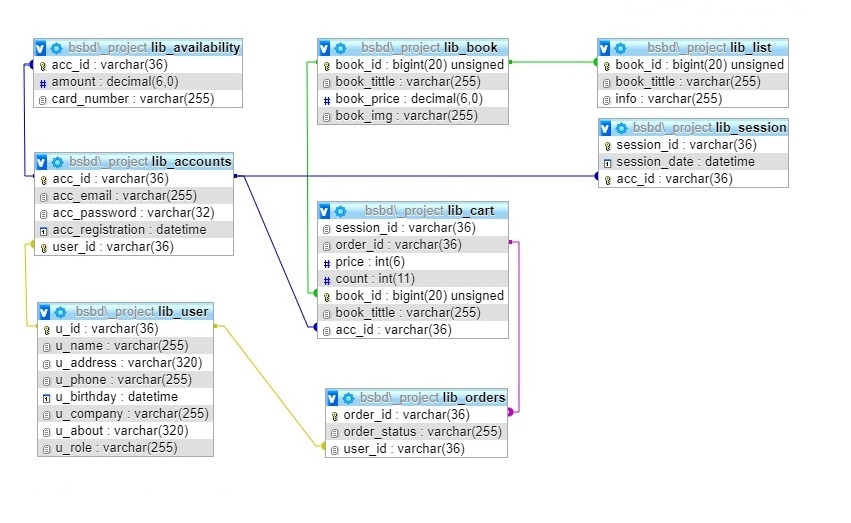 bsbd\_project lib_availability
acc_id : varchar(36)
# amount : decimal(6,0)
card_number : varchar(255)
bsbd\_project lib_book
book_id : bigint(20) unsigned
book_tittle : varchar(255)
# book_price : decimal(6,0)
book_img : varchar(255)
bsbd\_project lib_list
book_id : bigint(20) unsigned
book_tittle : varchar(255)
info : varchar(255)
bsbd\_project lib_session
session_id : varchar(36)
session_date : datetime
acc_id : varchar(36)
bsbd\_project lib_accounts
acc_id : varchar(36)
acc_email : varchar(255)
acc_password : varchar(32)
acc_registration : datetime
user_id : varchar(36)
bsbd\_project lib_cart
session_id : varchar(36)
order_id : varchar(36)
# price : int(6)
# count : int(11)
book_id : bigint(20) unsigned
book_tittle : varchar(255)
acc_id : varchar(36)
bsbd\_project lib_user
u_id : varchar(36)
u_name : varchar(255)
u_address : varchar(320)
u_phone : varchar(255)
u_birthday : datetime
u_company : varchar(255)
u_about : varchar(320)
u_role : varchar(255)
bsbd\_project lib_orders
order_id : varchar(36)
order_status : varchar(255)
user_id : varchar(36)